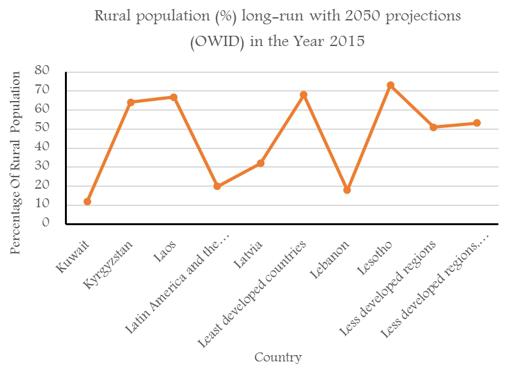 Rural population (%) long-run with 2050 projections
(OWID) in the Year 2015
Percentage Of Rural Population
80
70
60
50
40
30
20
10
0
Kuwait
Kyrgyzstan
Laos
Latin America and the…
Latvia
Least developed countries
Lebanon
Lesotho
Less developed regions
Less developed regions,…
Country